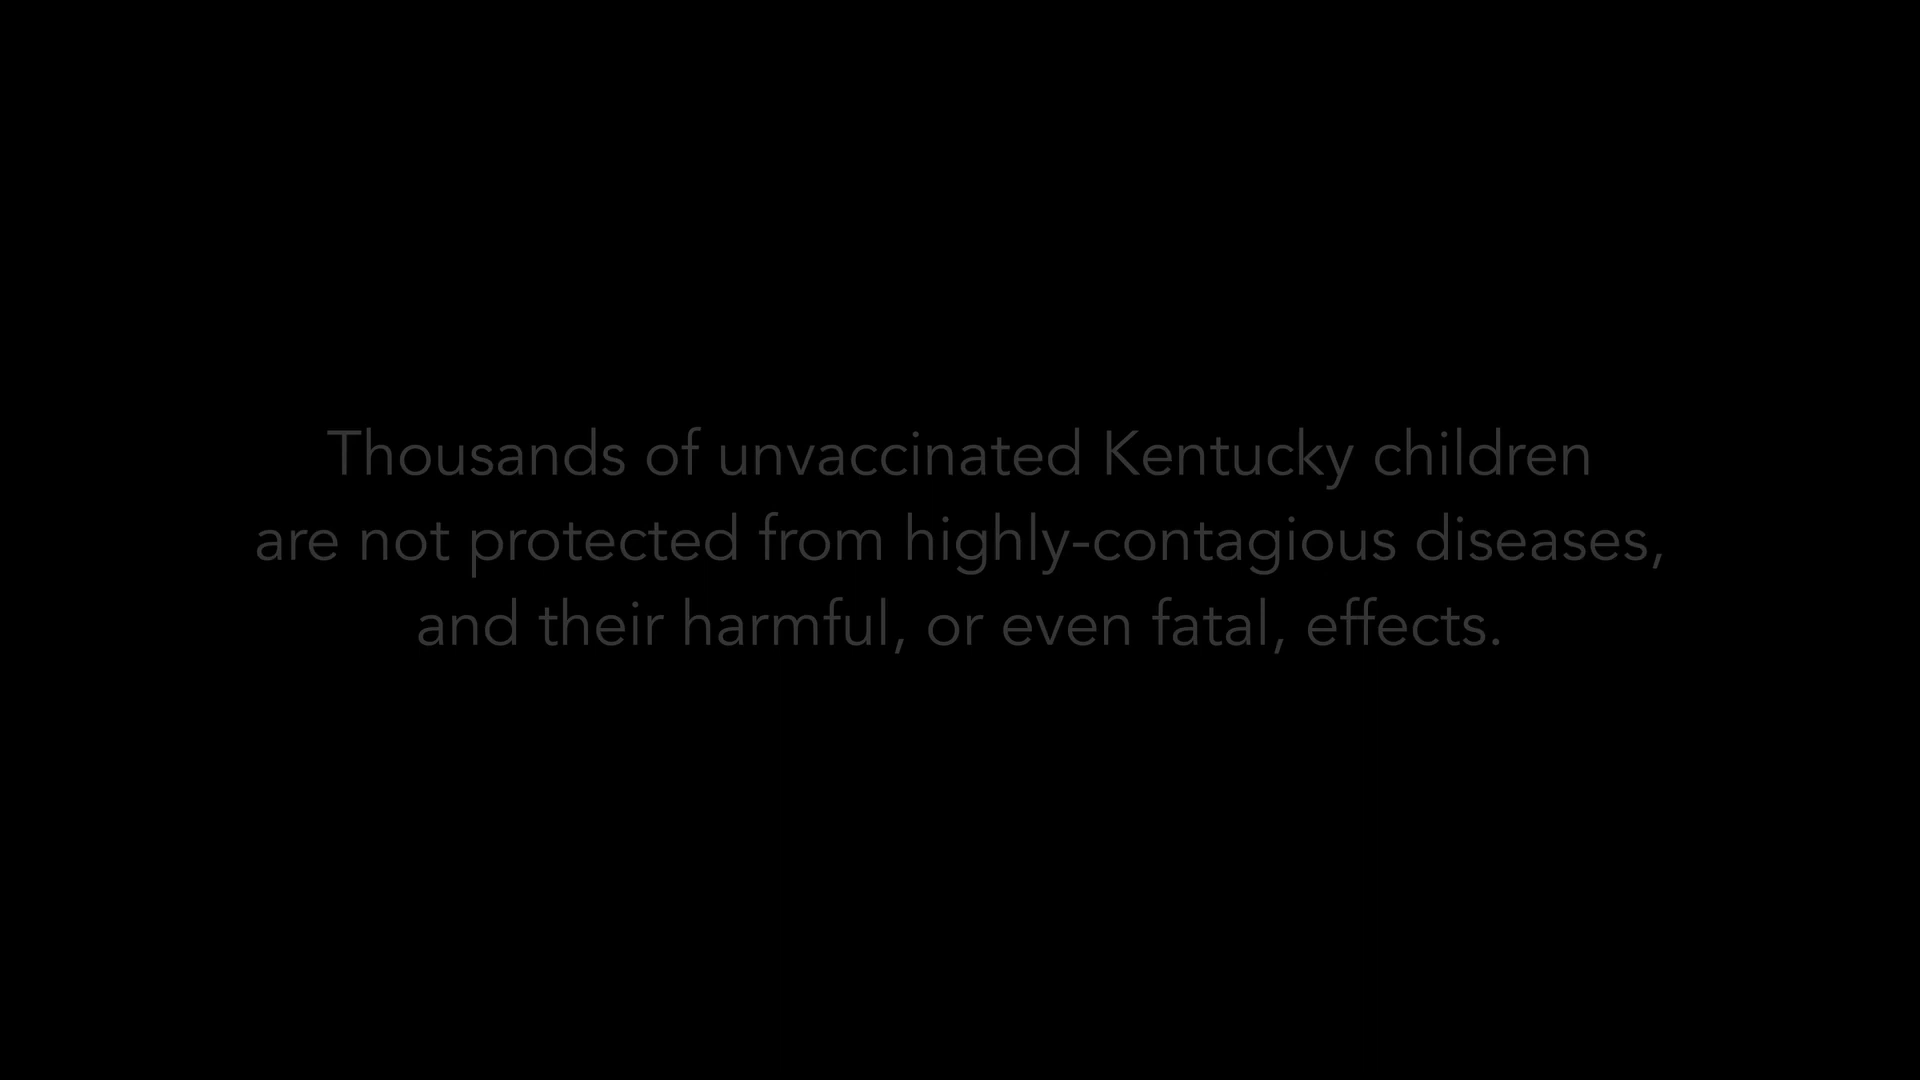 Thousands of unvaccinated Kentucky children
are not protected from highly-contagious diseases,
and their harmful, or even fatal, effects.